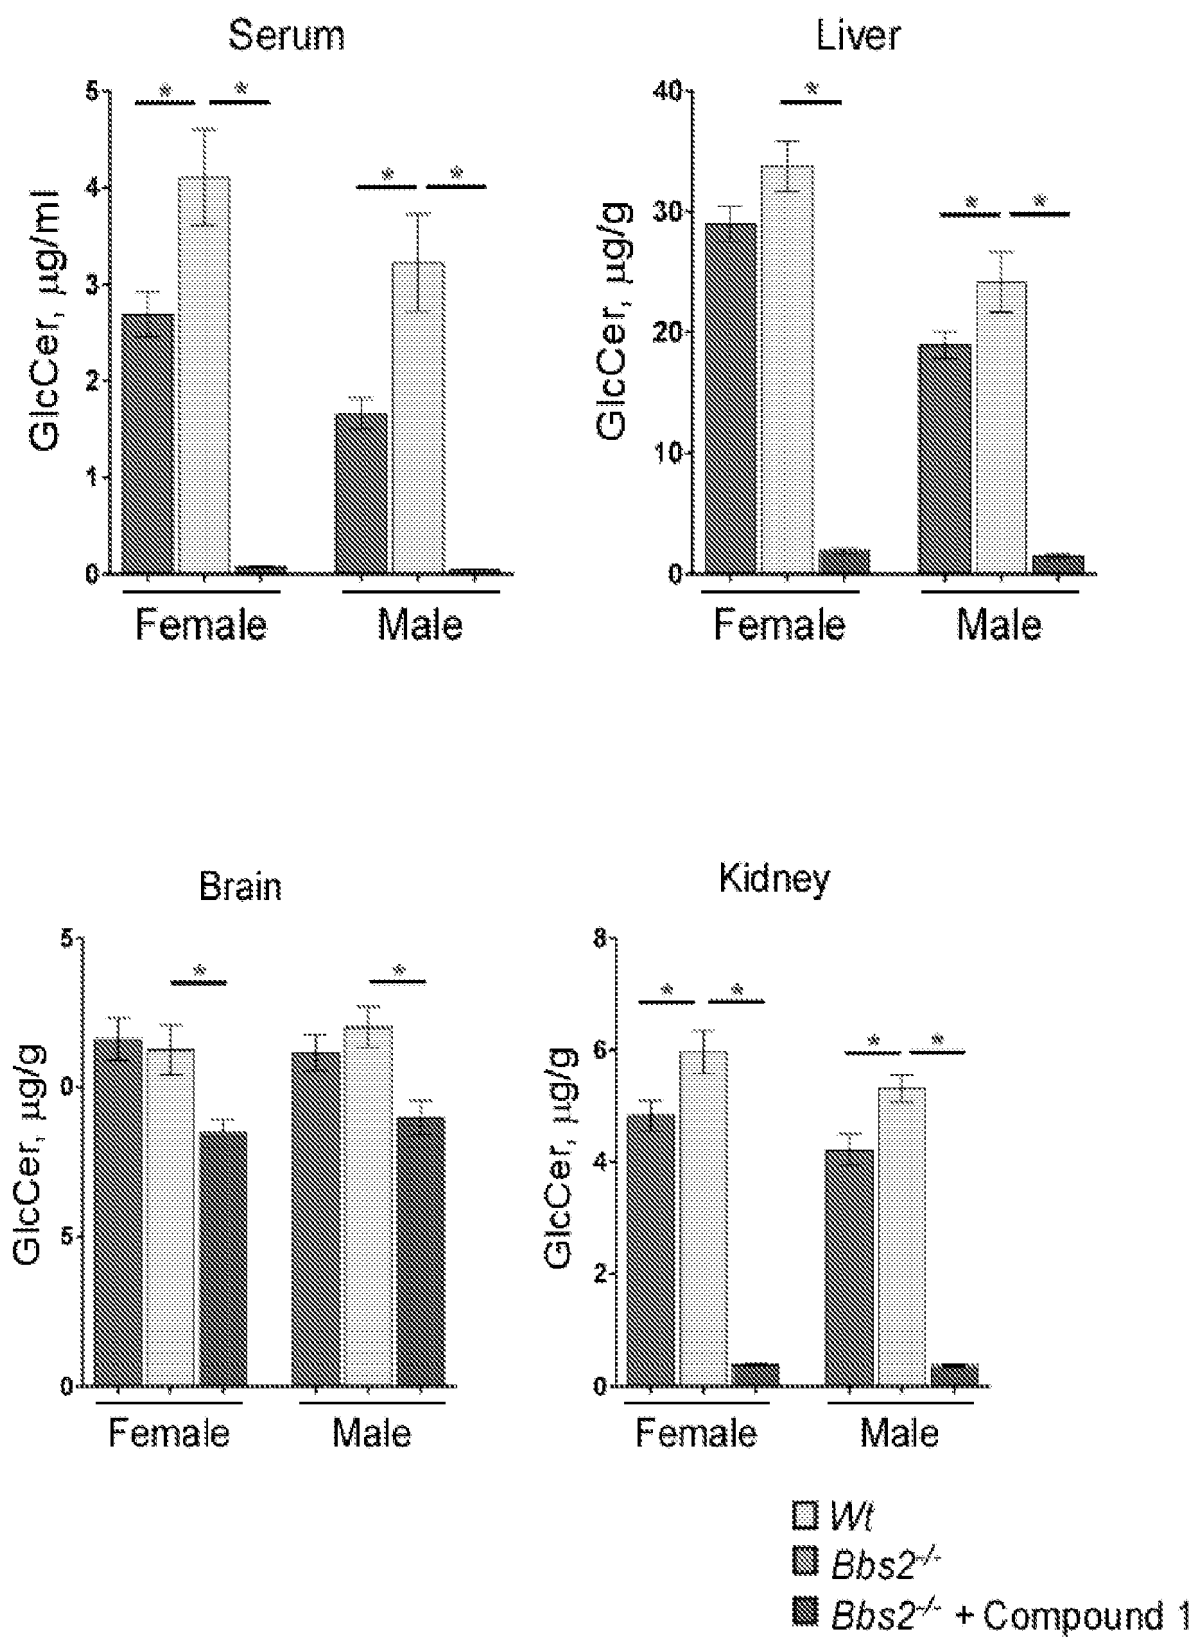 Serum
GlcCer, µg/ml
5
4
3
2
1
0
* * * *
Female Male
Liver
GlcCer, µg/g
40
30
20
10
0
* * *
Female Male
Brain
GlcCer, µg/g
5
0
5
0
* *
Female Male
Kidney
GlcCer, µg/g
8
6
4
2
0
* * * *
Female Male
Wt
Bbs2-/-
Bbs2-/- + Compound 1